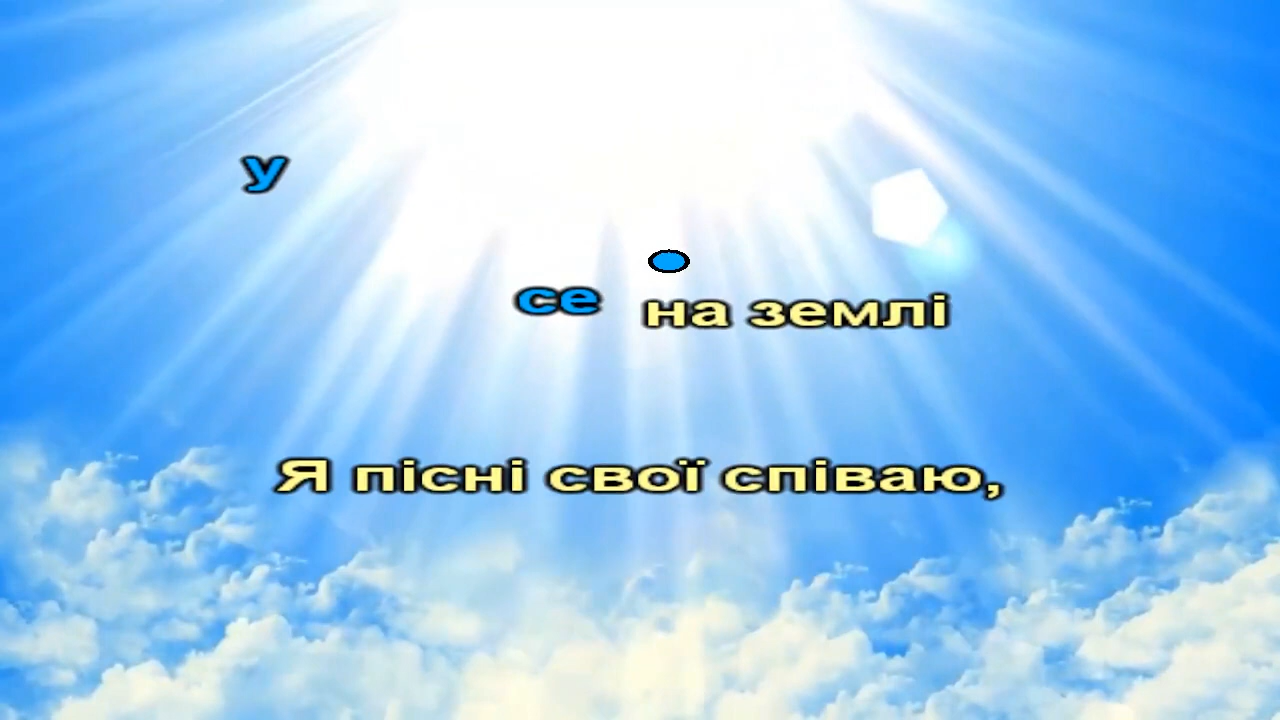 у
се на землі
Я пісні свої співаю,